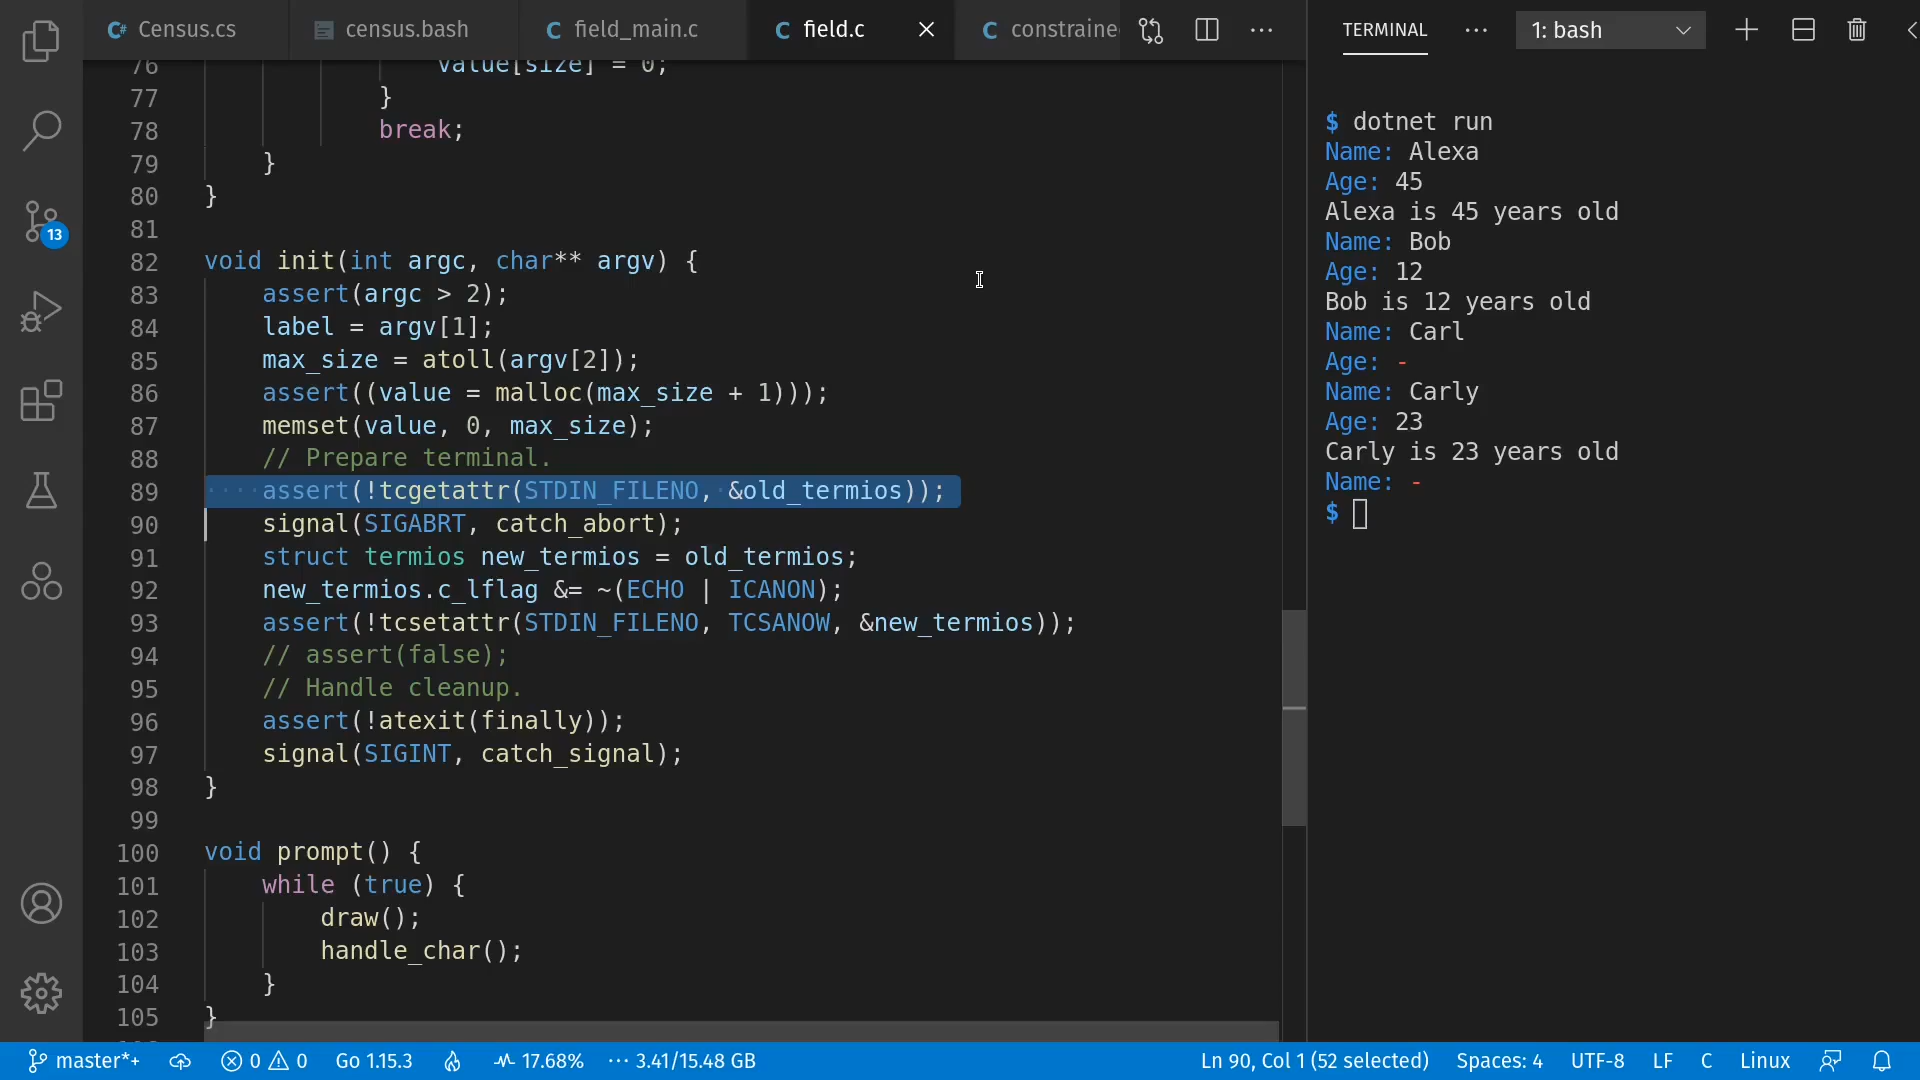 Census.cs
census.bash
field_main.c
field.c
constraine
TERMINAL
1: bash
76 value[size] = 0;
77 }
78 break;
79 }
80 }
81
82 void init(int argc, char** argv) {
83 assert(argc > 2);
84 label = argv[1];
85 max_size = atoll(argv[2]);
86 assert((value = malloc(max_size + 1)));
87 memset(value, 0, max_size);
88 // Prepare terminal.
89 assert(!tcgetattr(STDIN_FILENO, &old_termios));
90 signal(SIGABRT, catch_abort);
91 struct termios new_termios = old_termios;
92 new_termios.c_lflag &= ~(ECHO | ICANON);
93 assert(!tcsetattr(STDIN_FILENO, TCSANOW, &new_termios));
94 // assert(false);
95 // Handle cleanup.
96 assert(!atexit(finally));
97 signal(SIGINT, catch_signal);
98 }
99
100 void prompt() {
101 while (true) {
102 draw();
103 handle_char();
104 }
105 }
$ dotnet run
Name: Alexa
Age: 45
Alexa is 45 years old
Name: Bob
Age: 12
Bob is 12 years old
Name: Carl
Age: -
Name: Carly
Age: 23
Carly is 23 years old
Name: -
$
13
master*+
0 0
Go 1.15.3
17.68%
··· 3.41/15.48 GB
Ln 90, Col 1 (52 selected)
Spaces: 4
UTF-8
LF
C
Linux